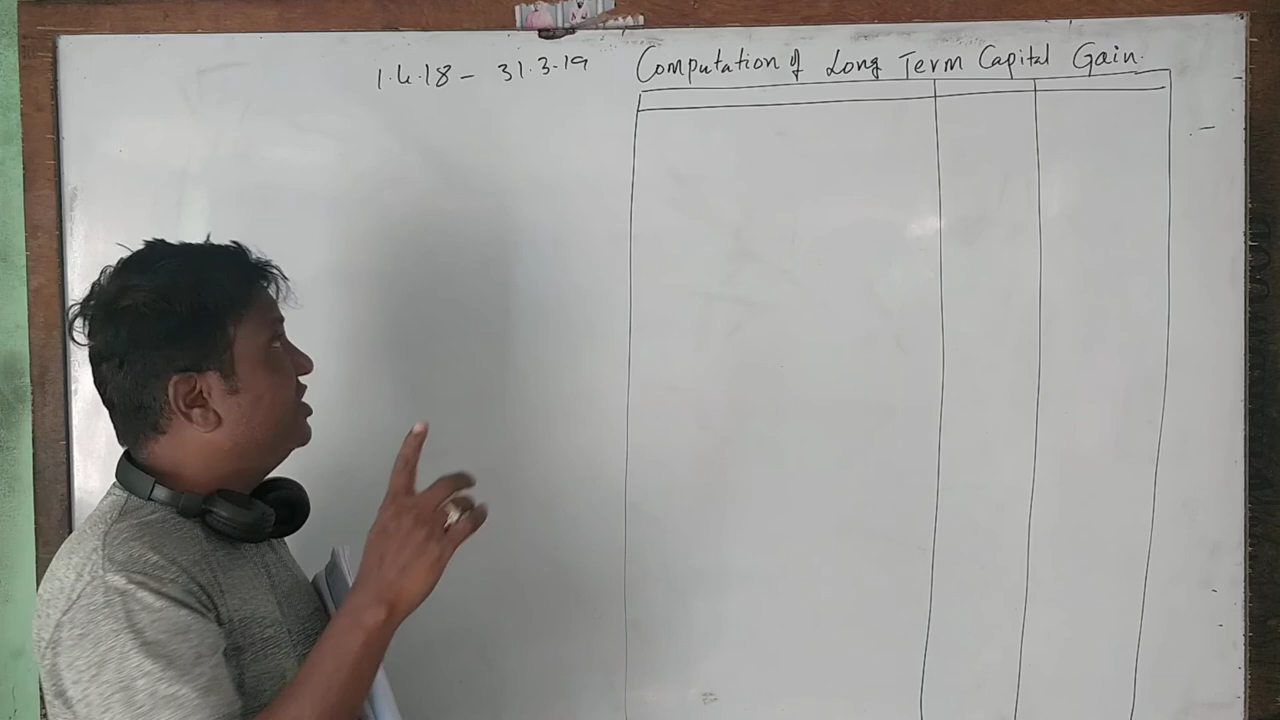 1.4.18 - 31.3.19
Computation of Long Term Capital Gain.